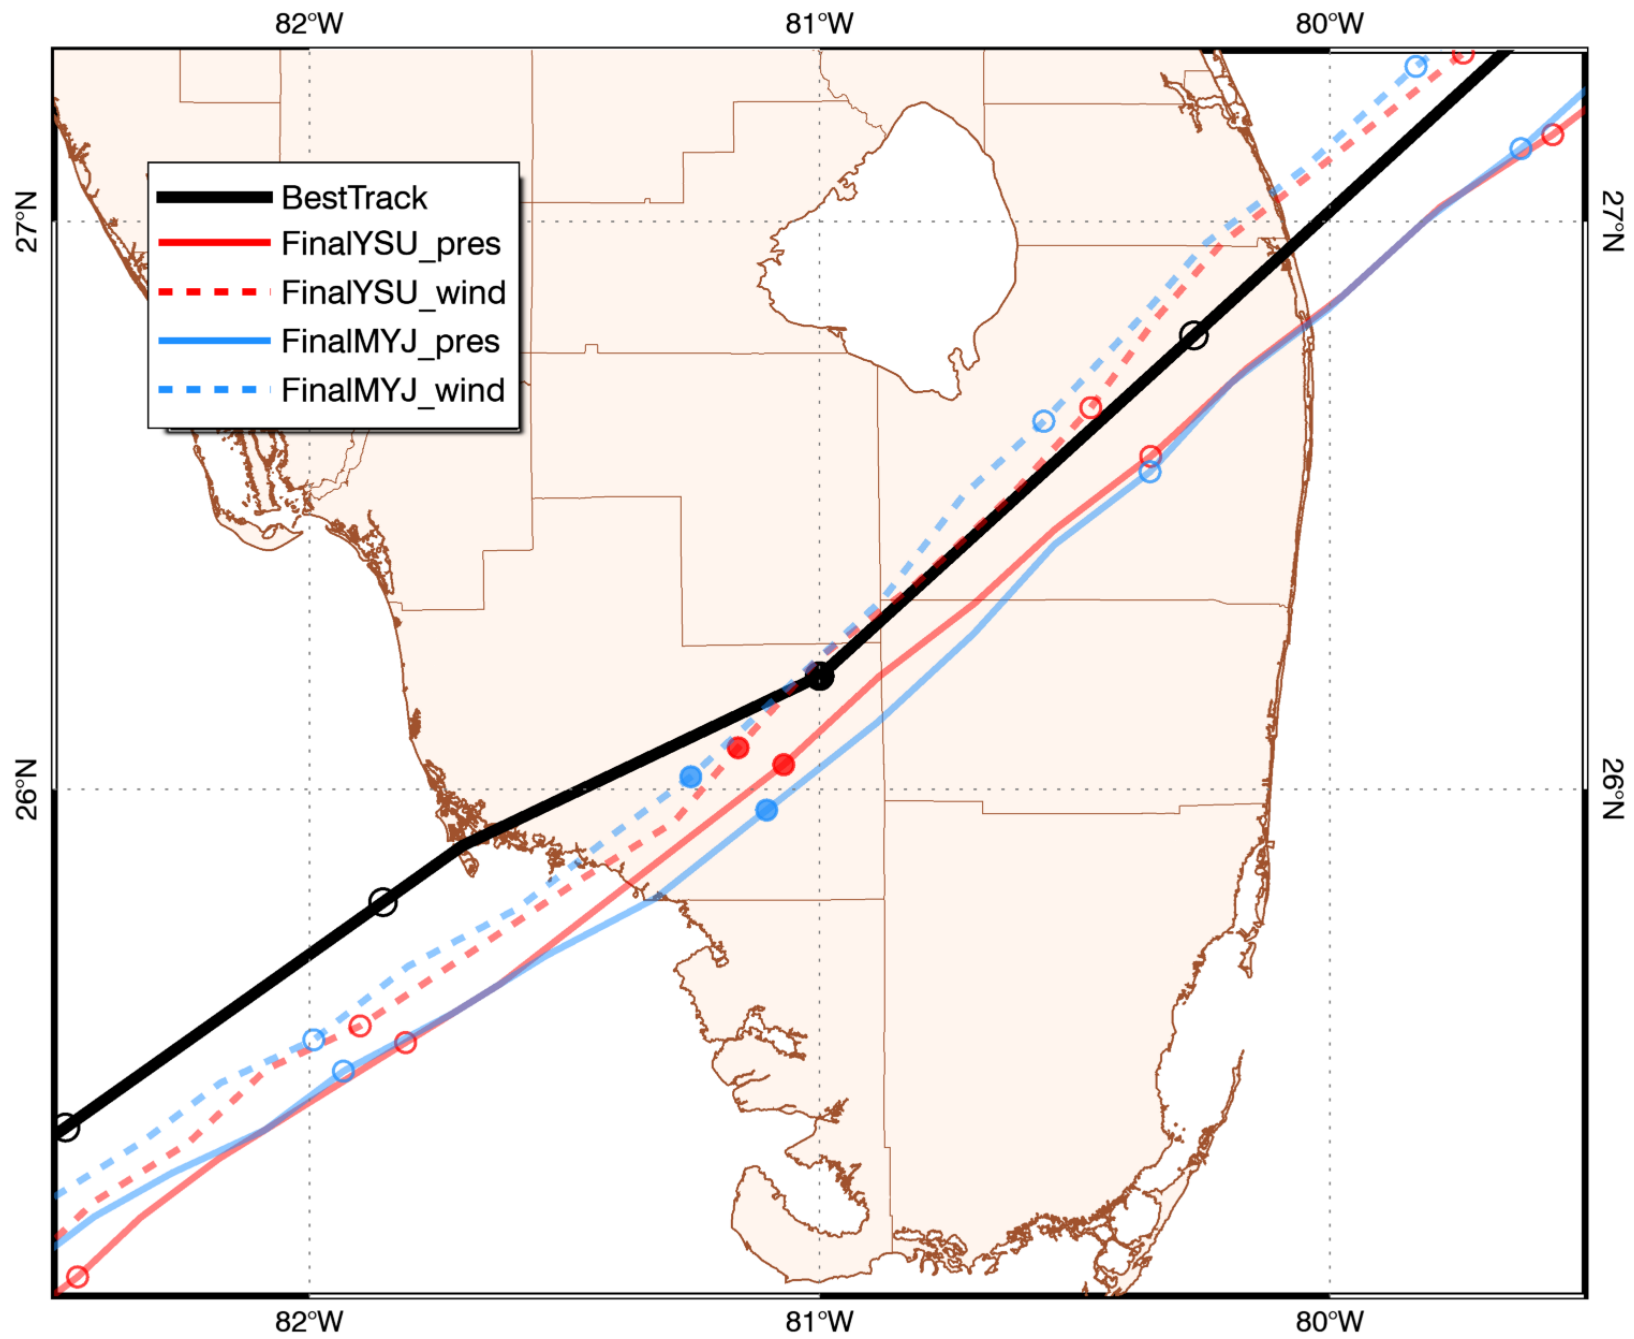 82°W 81°W 80°W
27°N 27°N
BestTrack
FinalYSU_pres
FinalYSU_wind
FinalMYJ_pres
FinalMYJ_wind
26°N 26°N
82°W 81°W 80°W